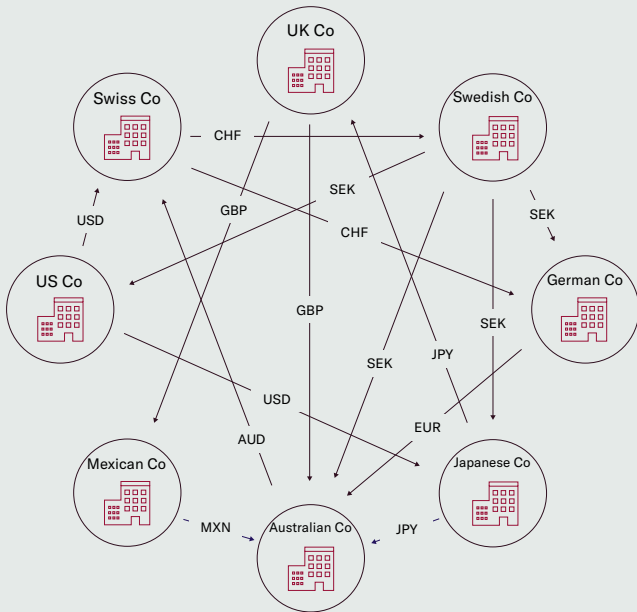 UK Co
Swiss Co
Swedish Co
CHF
SEK
GBP
SEK
USD
CHF
US Co
German Co
GBP
SEK
JPY
SEK
USD
EUR
AUD
Mexican Co
Japanese Co
MXN
Australian Co
JPY